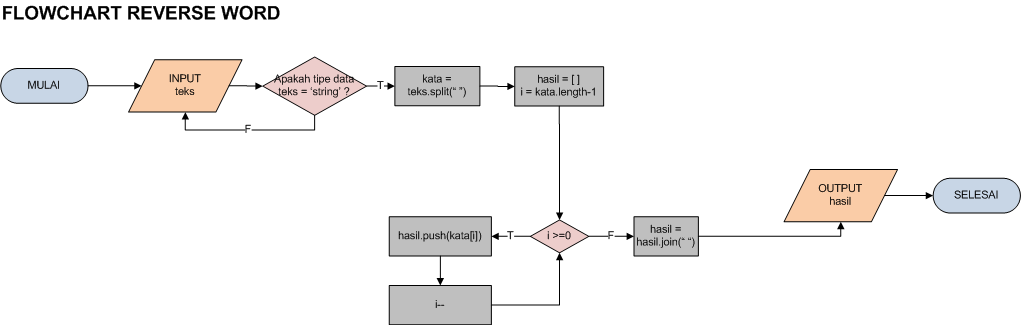 FLOWCHART REVERSE WORD
MULAI
INPUT
teks
Apakah tipe data
teks = ‘string’ ?
T
F
kata =
teks.split(“ ”)
hasil = [ ]
i = kata.length-1
i >=0
T
F
hasil.push(kata[i])
i--
hasil =
hasil.join(“ “)
OUTPUT
hasil
SELESAI